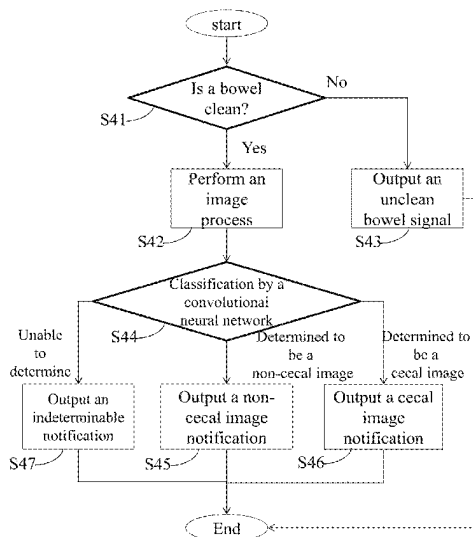 start
Is a bowel
clean?
No
S41
Yes
Perform an
image
process
S42
Output an
unclean
bowel signal
S43
Classification by a
convolutional
neural network
S44
Unable
to
determine
Determined to
be a
non-cecal image
Determined to
be a
cecal image
Output an
indeterminable
notification
S47
Output a non-
cecal image
notification
S45
Output a cecal
image
notification
S46
End